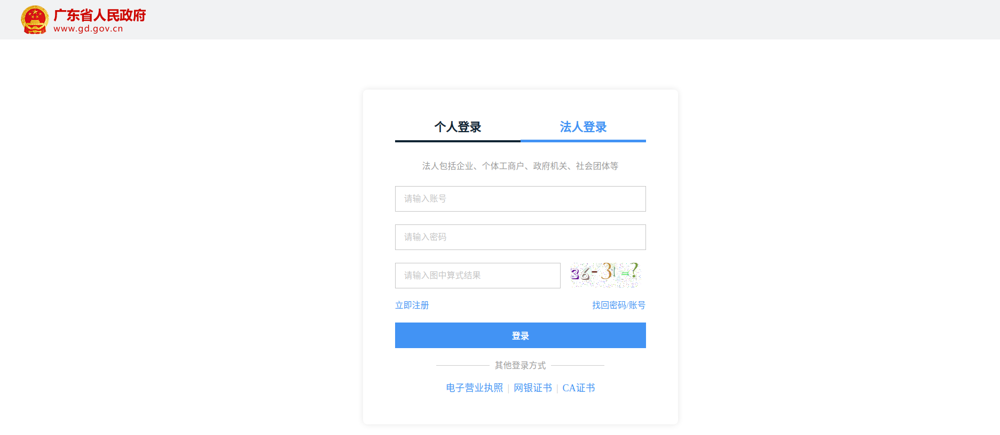 广东省人民政府
www.gd.gov.cn
个人登录
法人登录
法人包括企业、个体工商户、政府机关、社会团体等
请输入账号
请输入密码
请输入图中算式结果
立即注册
找回密码/账号
登录
其他登录方式
电子营业执照 | 网银证书 | CA证书